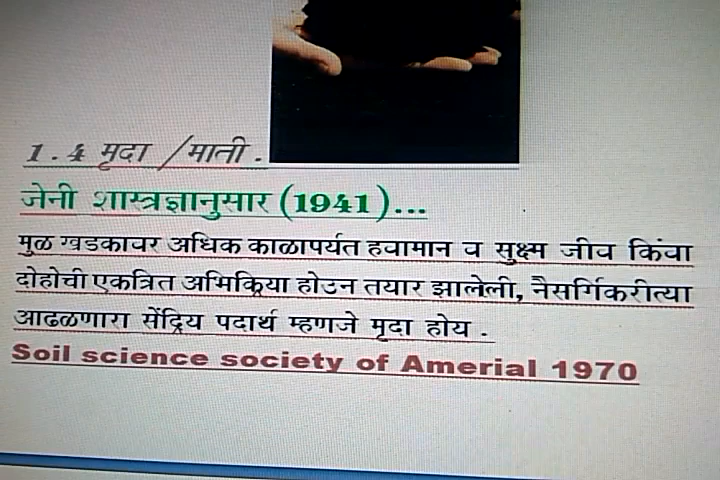 1.4 मृदा /माती .
जेनी शास्त्रज्ञानुसार (1941)...
मुळ खडकावर अधिक काळापर्यंत हवामान व सुक्ष्म जीव किंवा
दोहोची एकत्रित अभिक्रिया होउन तयार झालेली, नैसर्गिकरीत्या
आढळणारा सेंद्रिय पदार्थ म्हणजे मृदा होय .
Soil science society of Amerial 1970